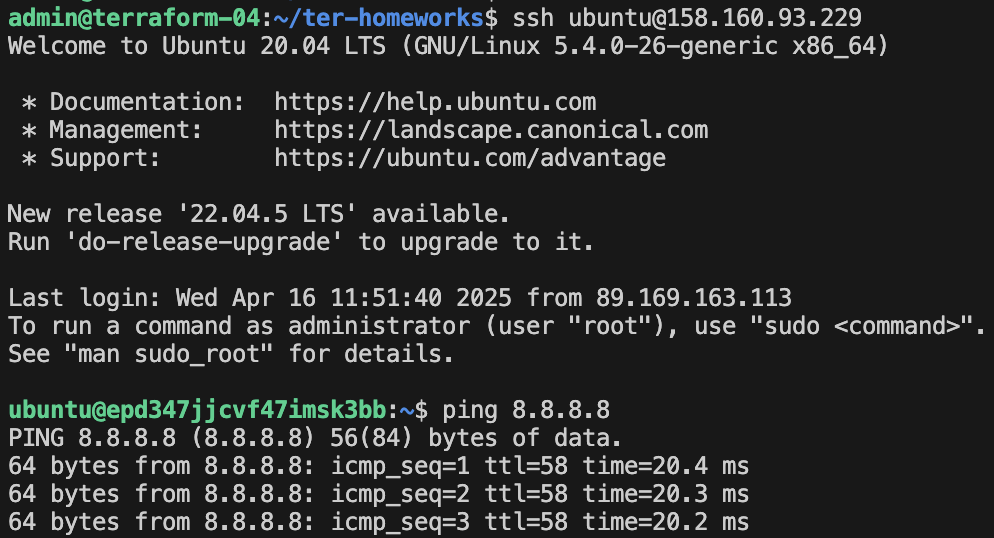 admin@terraform-04:~/ter-homeworks$ ssh ubuntu@158.160.93.229
Welcome to Ubuntu 20.04 LTS (GNU/Linux 5.4.0-26-generic x86_64)

 * Documentation:  https://help.ubuntu.com
 * Management:     https://landscape.canonical.com
 * Support:        https://ubuntu.com/advantage

New release '22.04.5 LTS' available.
Run 'do-release-upgrade' to upgrade to it.

Last login: Wed Apr 16 11:51:40 2025 from 89.169.163.113
To run a command as administrator (user "root"), use "sudo <command>".
See "man sudo_root" for details.

ubuntu@epd347jjcvf47imsk3bb:~$ ping 8.8.8.8
PING 8.8.8.8 (8.8.8.8) 56(84) bytes of data.
64 bytes from 8.8.8.8: icmp_seq=1 ttl=58 time=20.4 ms
64 bytes from 8.8.8.8: icmp_seq=2 ttl=58 time=20.3 ms
64 bytes from 8.8.8.8: icmp_seq=3 ttl=58 time=20.2 ms